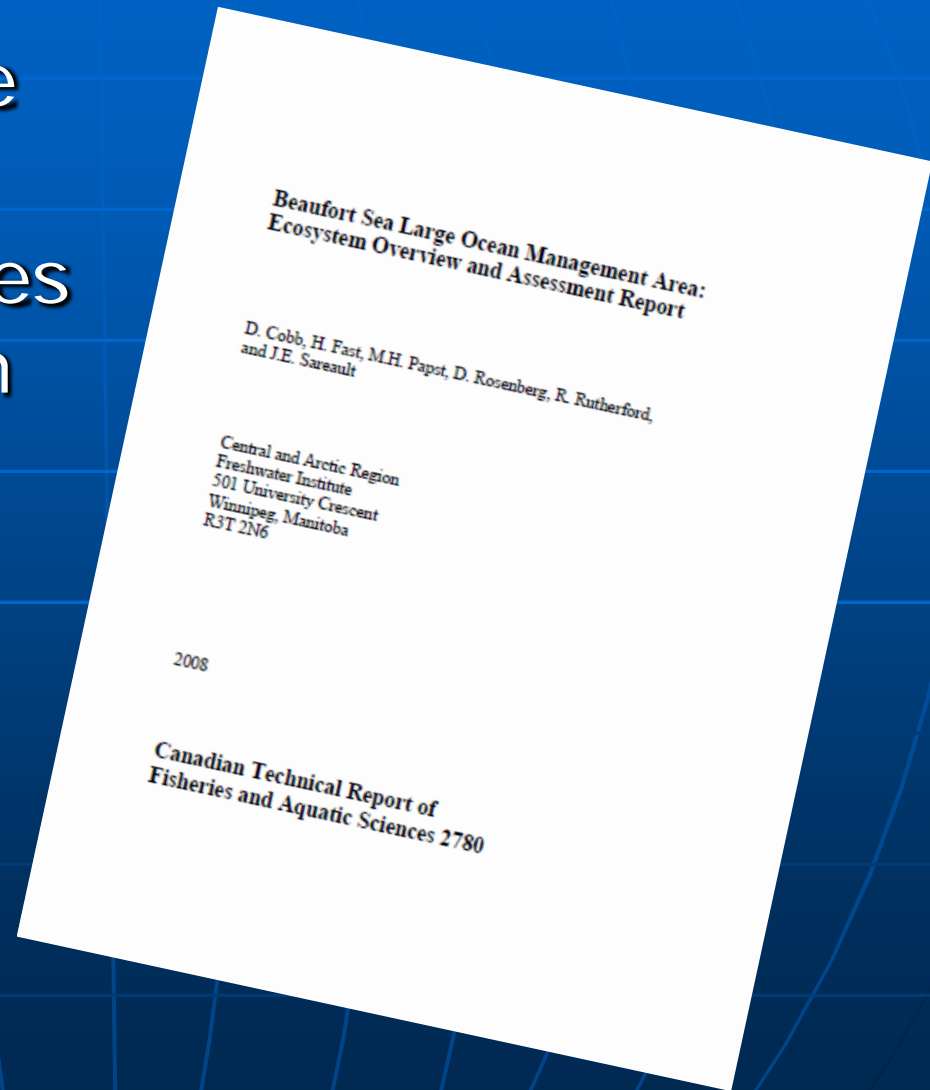 e
es
n
Beaufort Sea Large Ocean Management Area:
Ecosystem Overview and Assessment Report
D. Cobb, H. Fast, M.H. Papst, D. Rosenberg, R. Rutherford,
and J.E. Sareault
Central and Arctic Region
Freshwater Institute
501 University Crescent
Winnipeg, Manitoba
R3T 2N6
2008
Canadian Technical Report of
Fisheries and Aquatic Sciences 2780